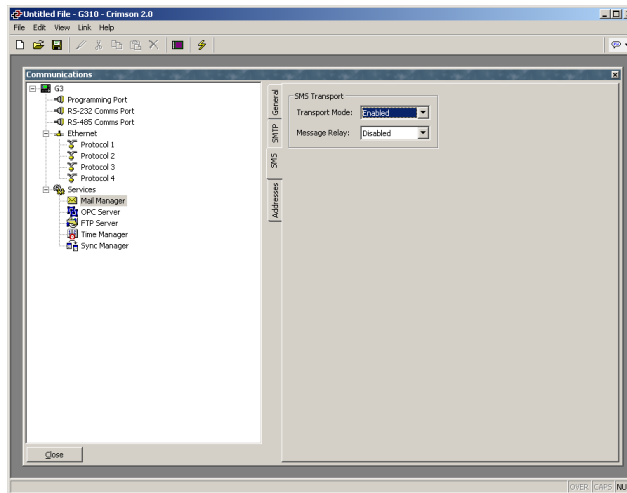 Untitled File - G310 - Crimson 2.0
File Edit View Link Help
Communications
G3
Programming Port
RS-232 Comms Port
RS-485 Comms Port
Ethernet
Protocol 1
Protocol 2
Protocol 3
Protocol 4
Services
Mail Manager
OPC Server
FTP Server
Time Manager
Sync Manager
General
SMTP
SMS
Addresses
SMS Transport
Transport Mode: Enabled
Message Relay: Disabled
Close
OVER CAPS NU